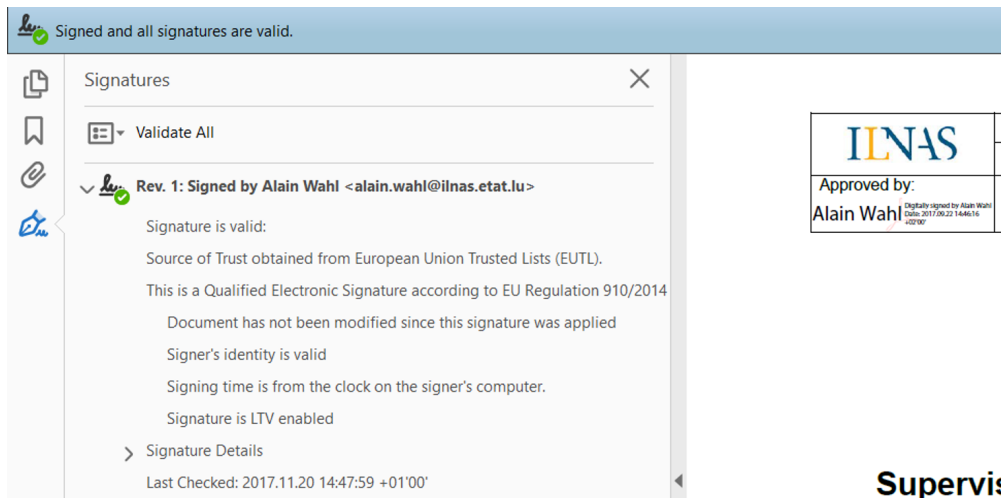 Signed and all signatures are valid.
Signatures
Validate All
Rev. 1: Signed by Alain Wahl <alain.wahl@ilnas.etat.lu>
Signature is valid:
Source of Trust obtained from European Union Trusted Lists (EUTL).
This is a Qualified Electronic Signature according to EU Regulation 910/2014
Document has not been modified since this signature was applied
Signer's identity is valid
Signing time is from the clock on the signer's computer.
Signature is LTV enabled
Signature Details
Last Checked: 2017.11.20 14:47:59 +01'00'
ILNAS
Approved by:
Alain Wahl
Digitally signed by Alain Wahl
Date: 2017.09.22 14:46:16
+02'00'
Supervis